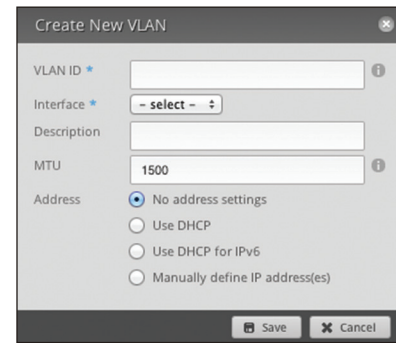 Create New VLAN
VLAN ID *
Interface * – select –
Description
MTU 1500
Address No address settings
Use DHCP
Use DHCP for IPv6
Manually define IP address(es)
Save Cancel